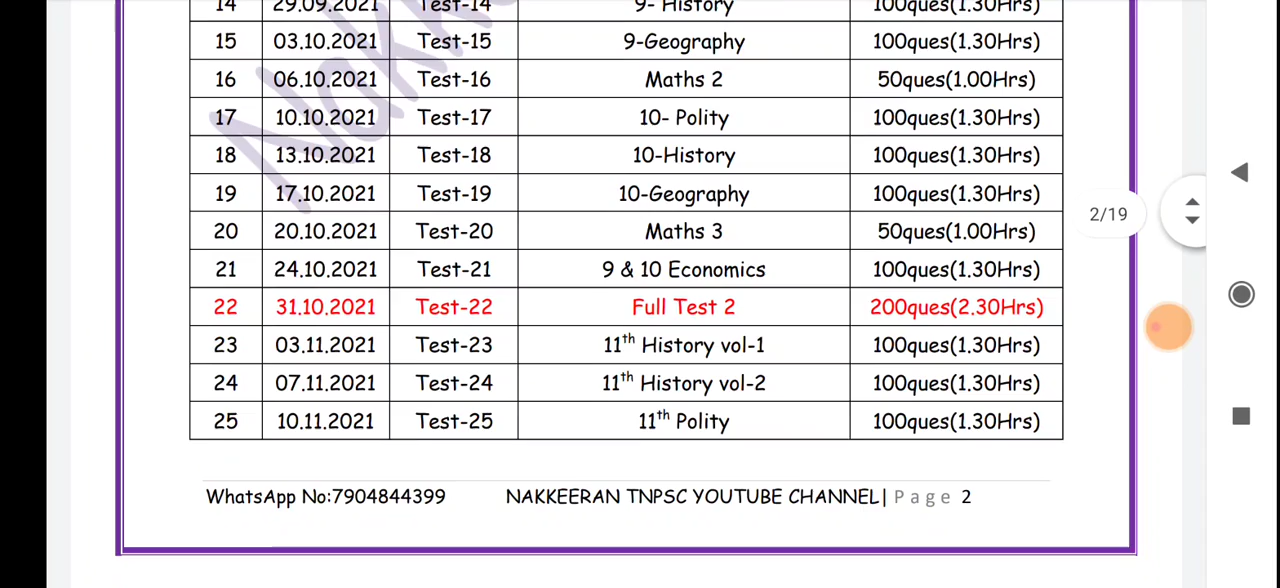 14 29.09.2021 Test-14 9- History 100ques(1.30Hrs)
15 03.10.2021 Test-15 9-Geography 100ques(1.30Hrs)
16 06.10.2021 Test-16 Maths 2 50ques(1.00Hrs)
17 10.10.2021 Test-17 10- Polity 100ques(1.30Hrs)
18 13.10.2021 Test-18 10-History 100ques(1.30Hrs)
19 17.10.2021 Test-19 10-Geography 100ques(1.30Hrs)
2/19
20 20.10.2021 Test-20 Maths 3 50ques(1.00Hrs)
21 24.10.2021 Test-21 9 & 10 Economics 100ques(1.30Hrs)
22 31.10.2021 Test-22 Full Test 2 200ques(2.30Hrs)
23 03.11.2021 Test-23 11th History vol-1 100ques(1.30Hrs)
24 07.11.2021 Test-24 11th History vol-2 100ques(1.30Hrs)
25 10.11.2021 Test-25 11th Polity 100ques(1.30Hrs)
WhatsApp No:7904844399 NAKKEERAN TNPSC YOUTUBE CHANNEL| Page 2